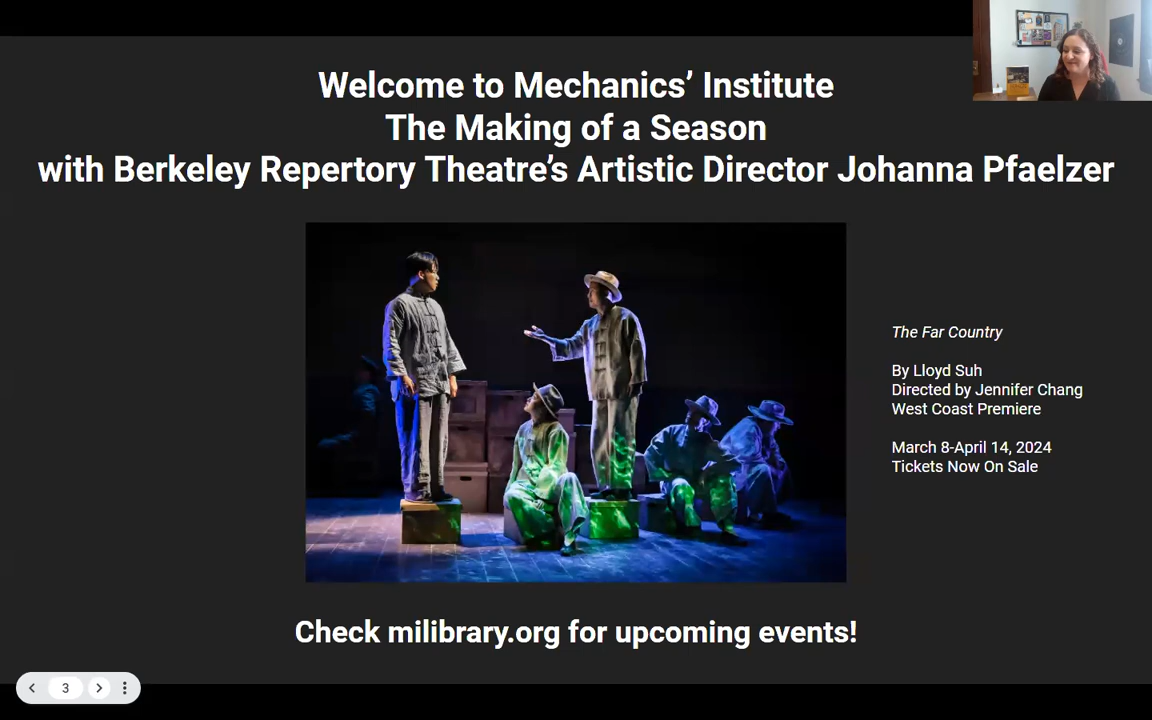 Welcome to Mechanics’ Institute
The Making of a Season
with Berkeley Repertory Theatre’s Artistic Director Johanna Pfaelzer
The Far Country
By Lloyd Suh
Directed by Jennifer Chang
West Coast Premiere
March 8-April 14, 2024
Tickets Now On Sale
Check milibrary.org for upcoming events!
3